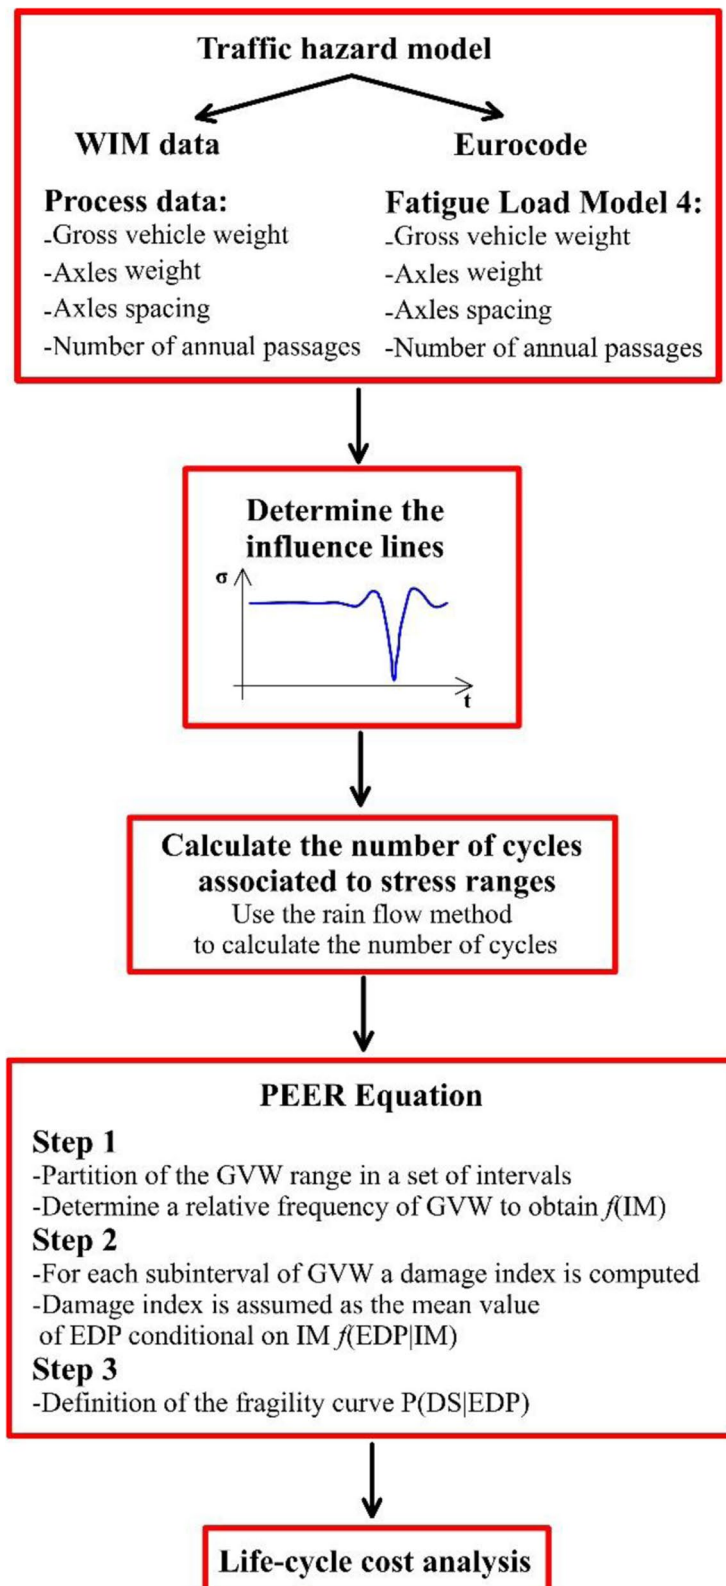 Traffic hazard model
WIM data
Process data:
-Gross vehicle weight
-Axles weight
-Axles spacing
-Number of annual passages
Eurocode
Fatigue Load Model 4:
-Gross vehicle weight
-Axles weight
-Axles spacing
-Number of annual passages
Determine the
influence lines
σ
t
Calculate the number of cycles
associated to stress ranges
Use the rain flow method
to calculate the number of cycles
PEER Equation
Step 1
-Partition of the GVW range in a set of intervals
-Determine a relative frequency of GVW to obtain f(IM)
Step 2
-For each subinterval of GVW a damage index is computed
-Damage index is assumed as the mean value
of EDP conditional on IM f(EDP|IM)
Step 3
-Definition of the fragility curve P(DS|EDP)
Life-cycle cost analysis